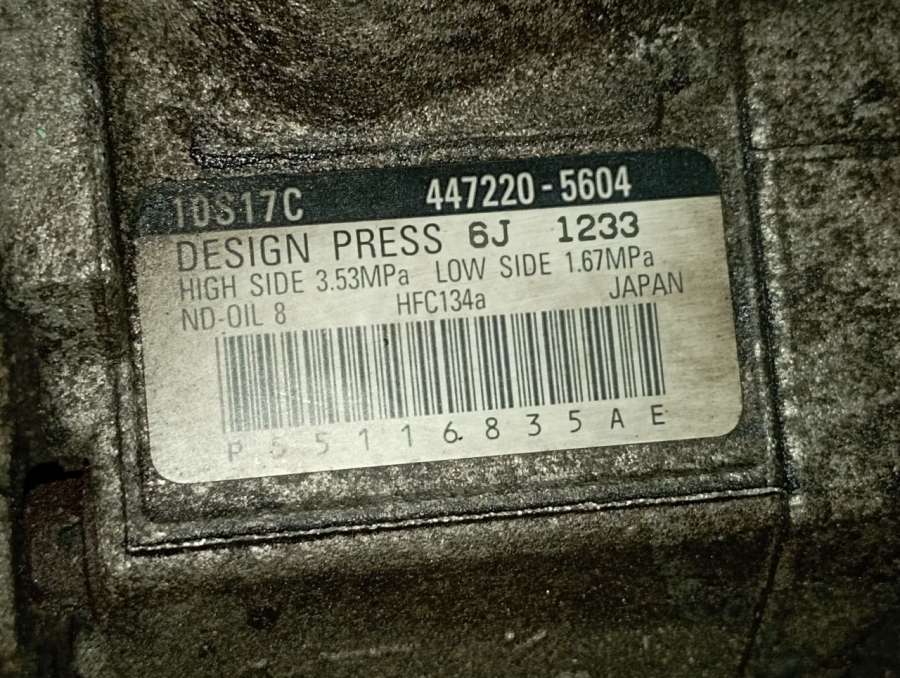 10S17C 447220-5604
DESIGN PRESS 6J 1233
HIGH SIDE 3.53MPa LOW SIDE 1.67MPa
ND-OIL 8 HFC134a JAPAN
P55116835AE